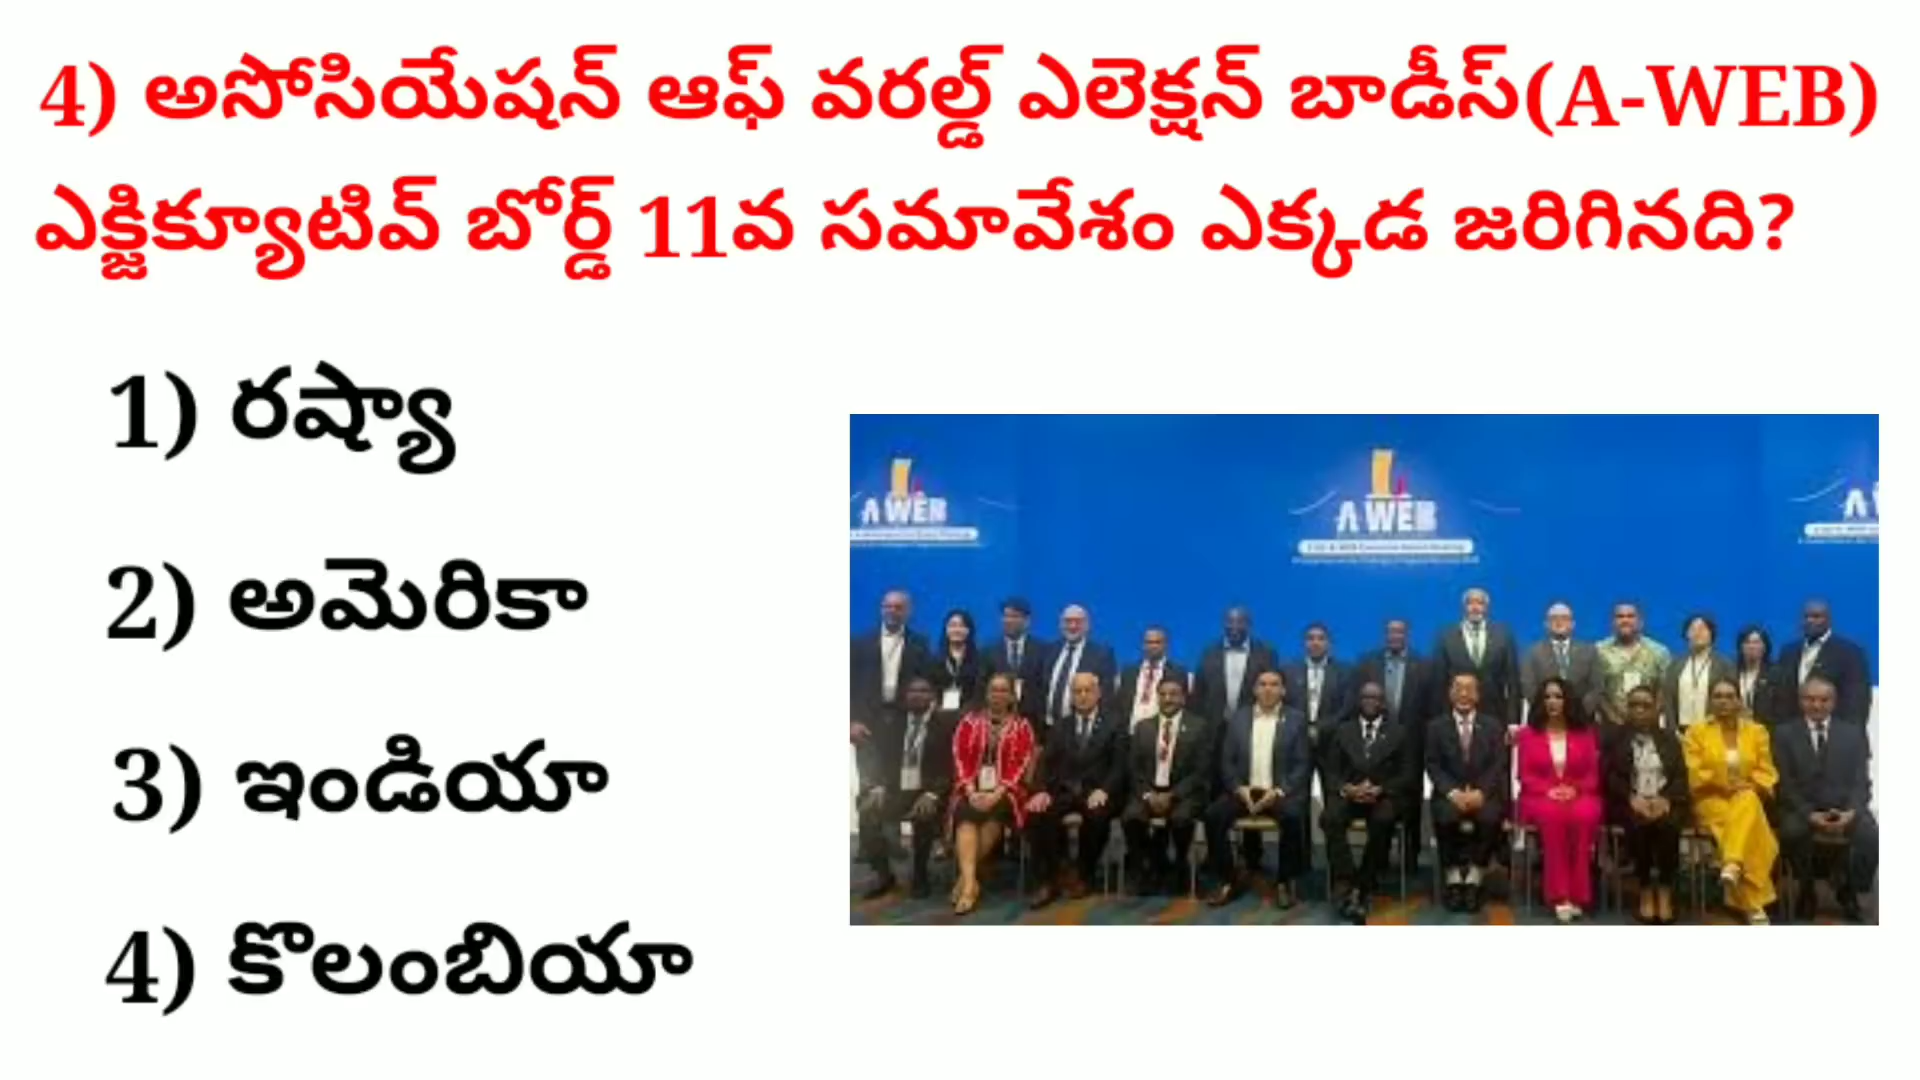 4) అసోసియేషన్ ఆఫ్ వరల్డ్ ఎలెక్షన్ బాడీస్(A-WEB)
ఎక్జిక్యూటివ్ బోర్డ్ 11వ సమావేశం ఎక్కడ జరిగినది?
1) రష్యా
2) అమెరికా
3) ఇండియా
4) కొలంబియా
A WEB
A WEB